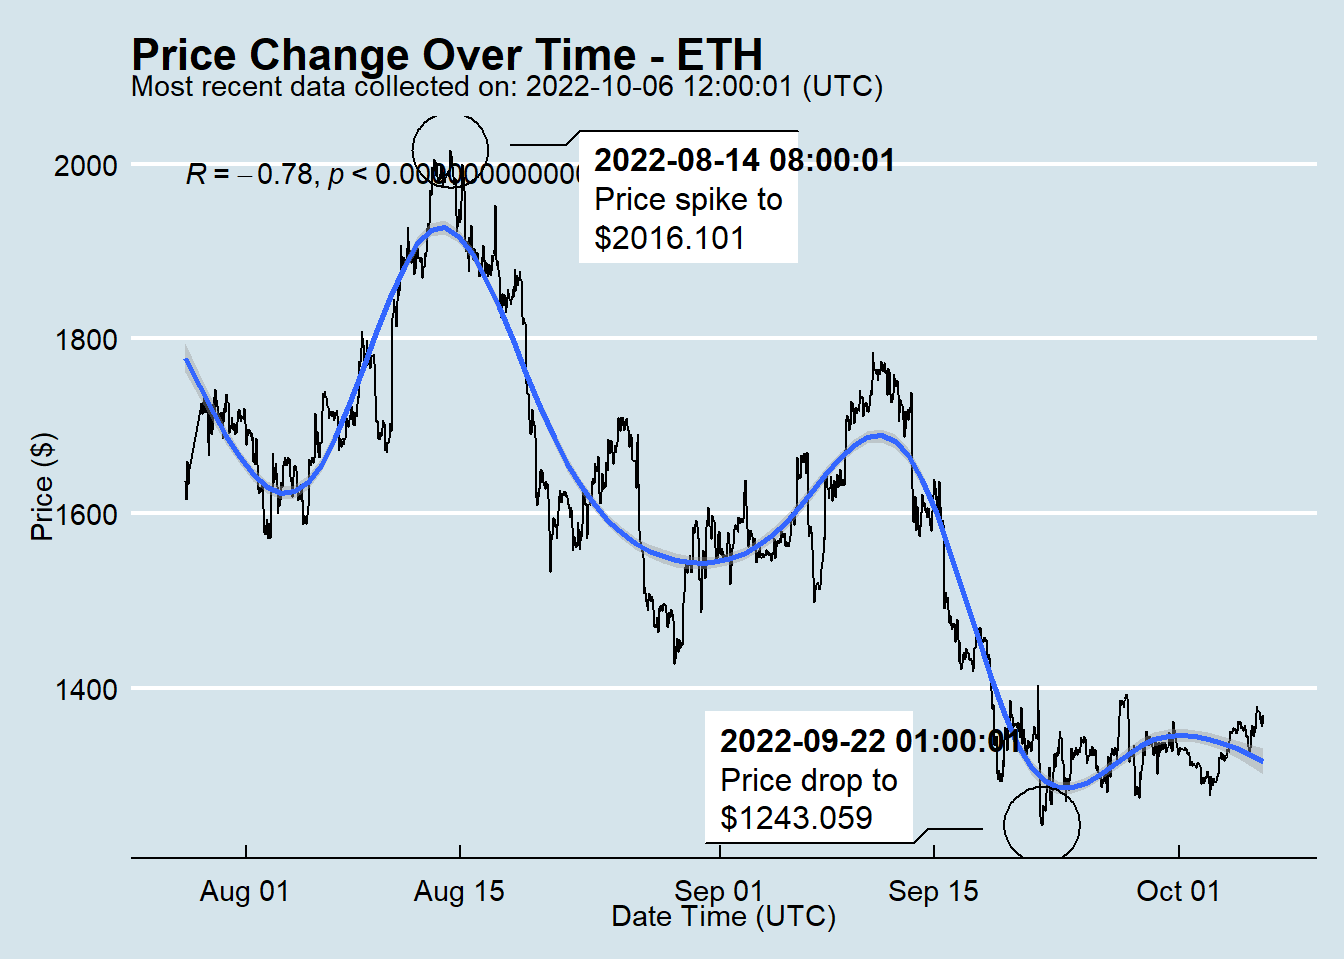 Price Change Over Time - ETH
Most recent data collected on: 2022-10-06 12:00:01 (UTC)
R = −0.78, p < 0.00000000000
2022-08-14 08:00:01
Price spike to
$2016.101
2000
1800
1600
1400
Price ($)
2022-09-22 01:00:01
Price drop to
$1243.059
Aug 01
Aug 15
Sep 01
Sep 15
Oct 01
Date Time (UTC)